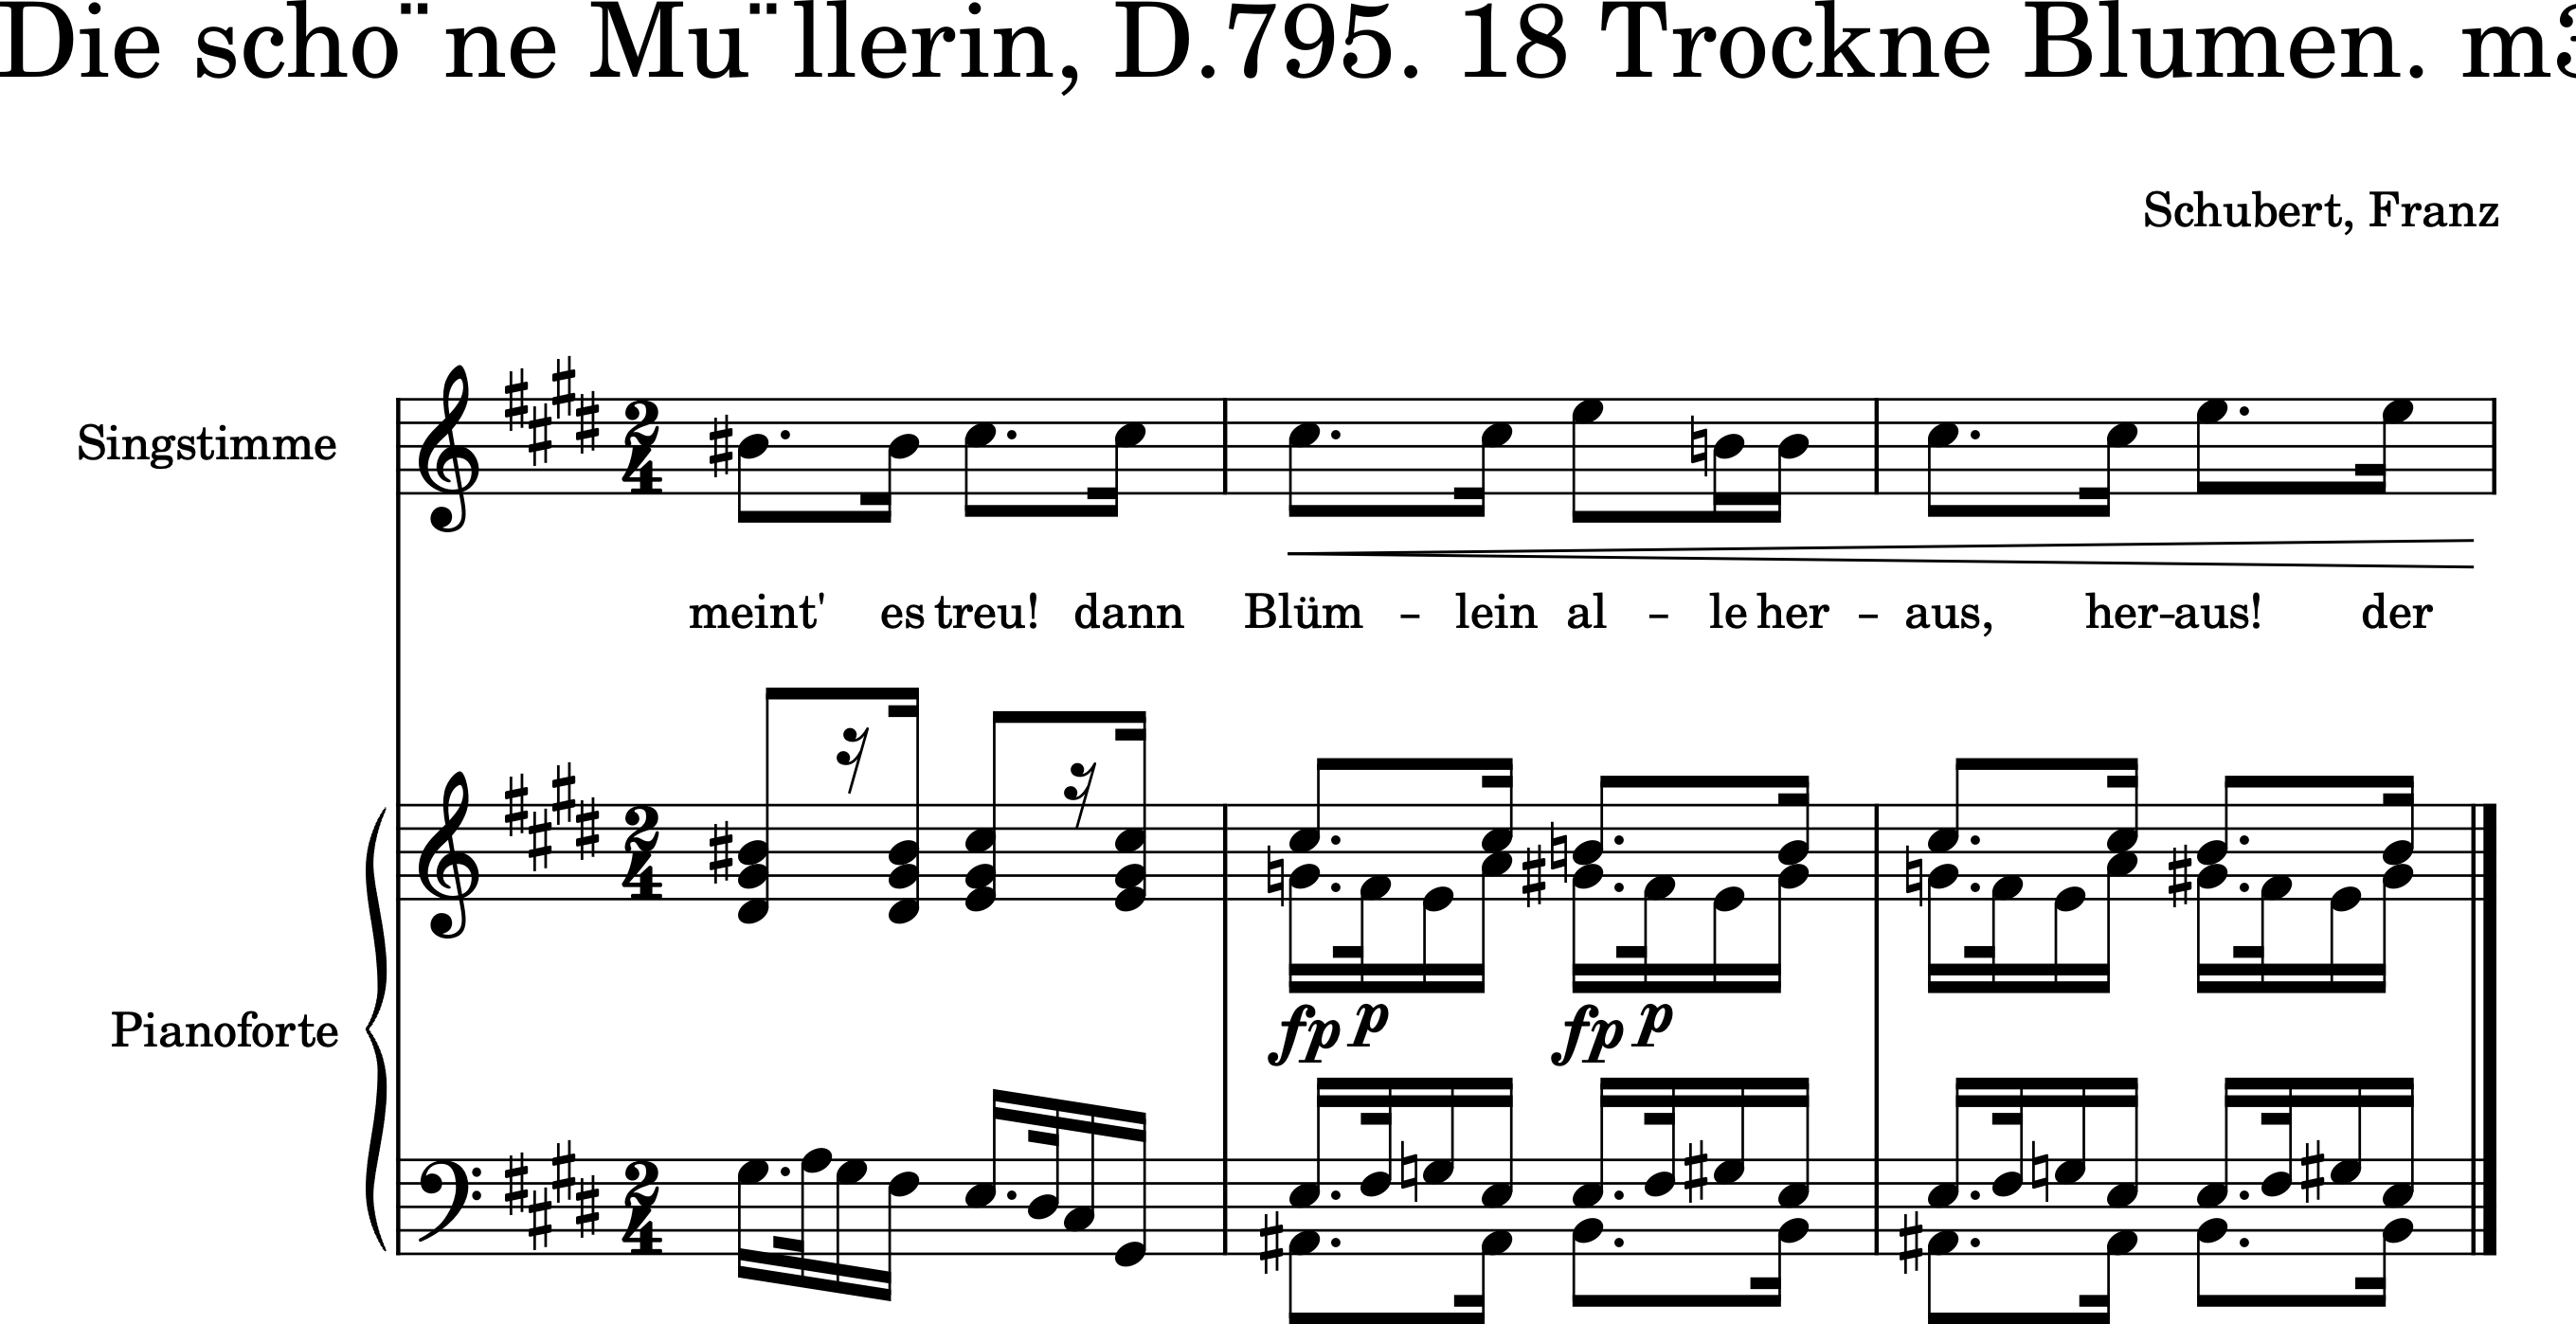 Die scho¨ne Mu¨llerin, D.795. 18 Trockne Blumen. m3
Schubert, Franz
Singstimme
meint' es treu! dann Blüm - lein al - le her - aus, her-aus! der
Pianoforte
fp p fp p